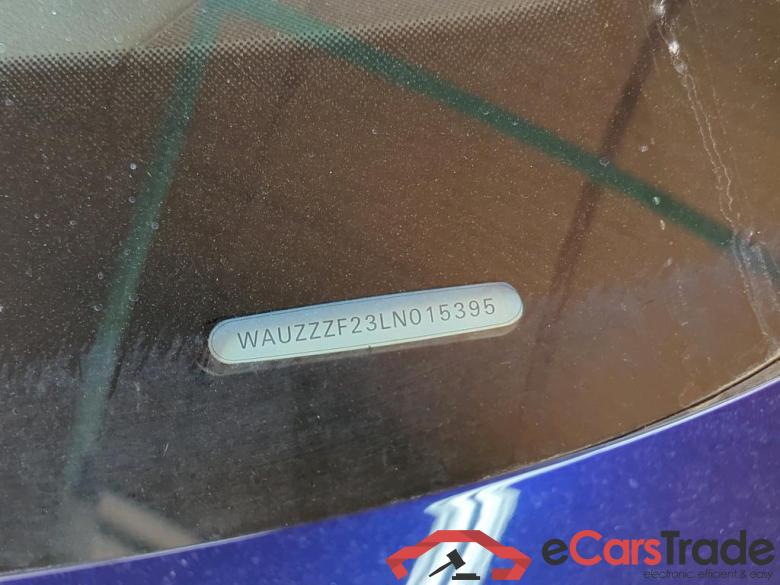 WAUZZZF23LN015395
eCarsTrade
electronic, efficient & easy